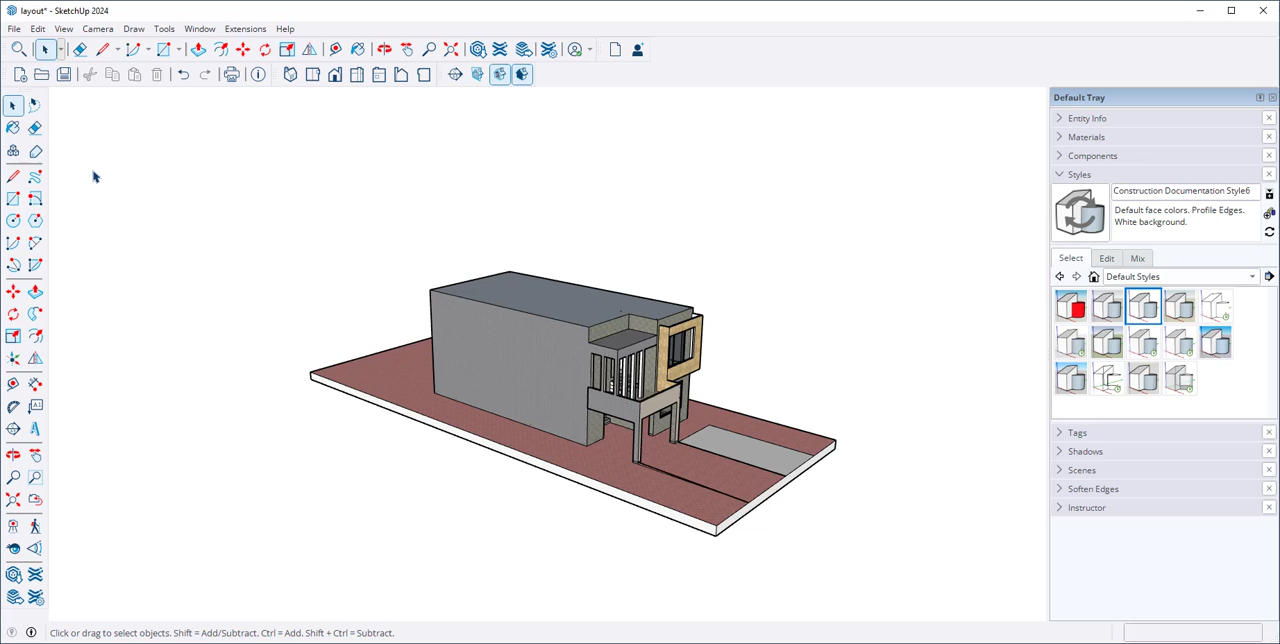 layout* - SketchUp 2024
File Edit View Camera Draw Tools Window Extensions Help
Default Tray
Entity Info
Materials
Components
Styles
Construction Documentation Style6
Default face colors. Profile Edges.
White background.
Select Edit Mix
Default Styles
Tags
Shadows
Scenes
Soften Edges
Instructor
Click or drag to select objects. Shift = Add/Subtract. Ctrl = Add. Shift + Ctrl = Subtract.